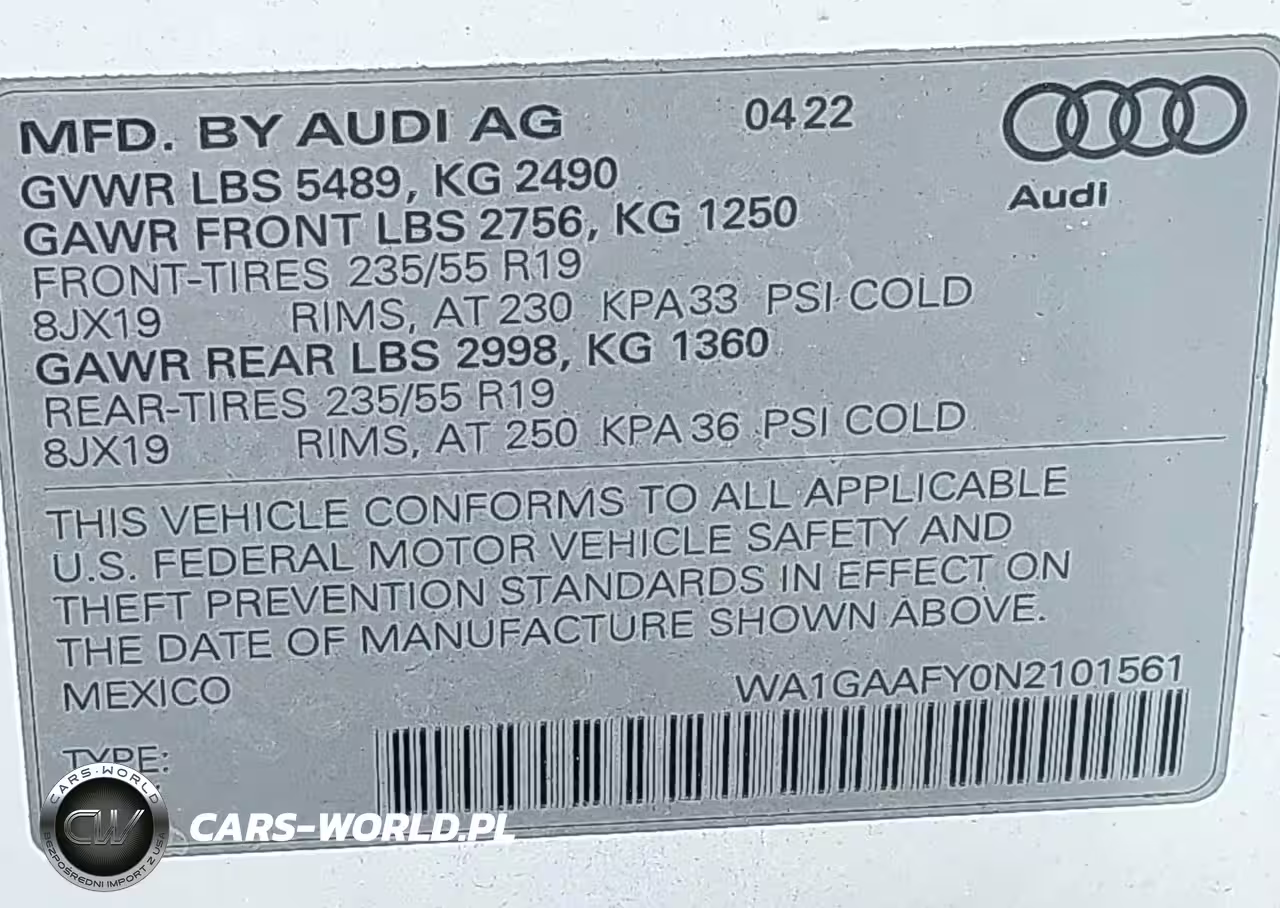 MFD. BY AUDI AG 0422
Audi
GVWR LBS 5489, KG 2490
GAWR FRONT LBS 2756, KG 1250
FRONT-TIRES 235/55 R19
8JX19 RIMS, AT 230 KPA 33 PSI COLD
GAWR REAR LBS 2998, KG 1360
REAR-TIRES 235/55 R19
8JX19 RIMS, AT 250 KPA 36 PSI COLD
THIS VEHICLE CONFORMS TO ALL APPLICABLE
U.S. FEDERAL MOTOR VEHICLE SAFETY AND
THEFT PREVENTION STANDARDS IN EFFECT ON
THE DATE OF MANUFACTURE SHOWN ABOVE.
MEXICO WA1GAAFY0N2101561
TYPE:
CARS-WORLD
CW
BEZPOŚREDNI IMPORT Z USA
CARS-WORLD.PL